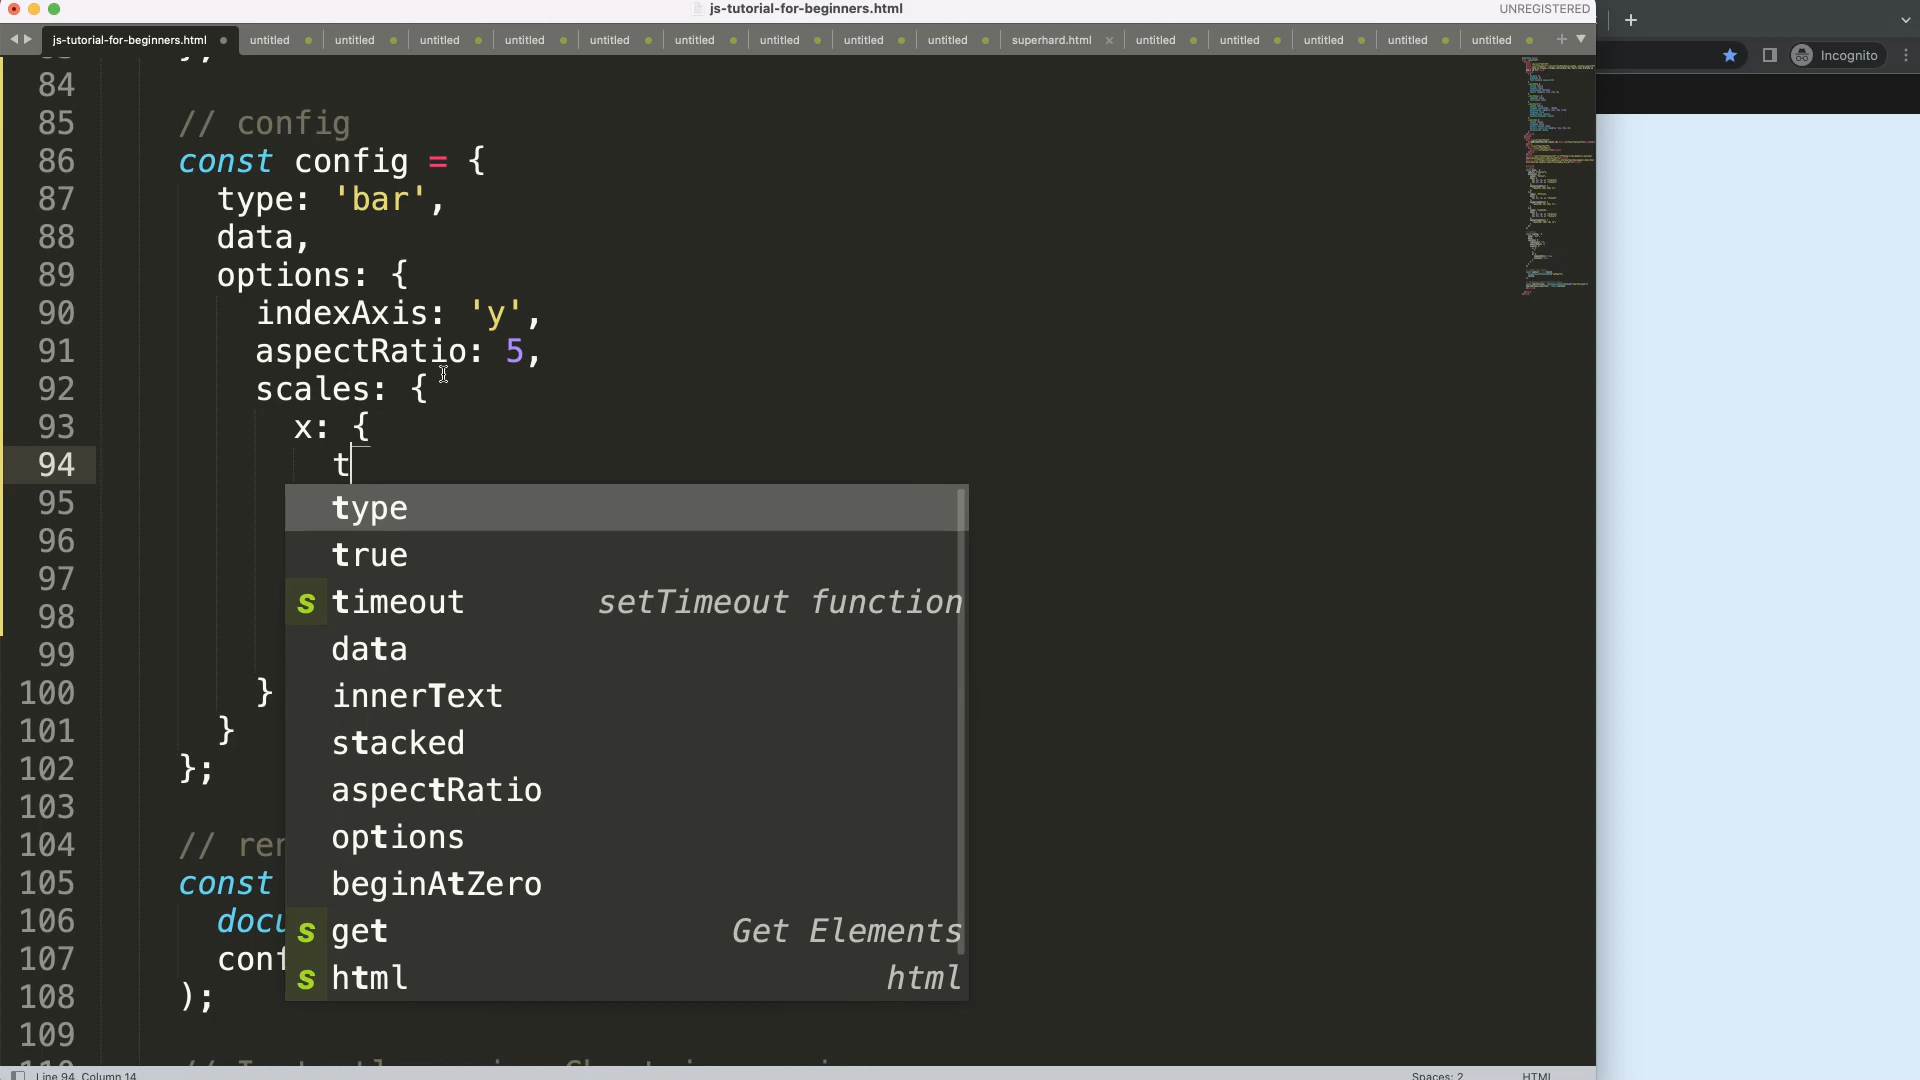 js-tutorial-for-beginners.html
UNREGISTERED
js-tutorial-for-beginners.html untitled untitled untitled untitled untitled untitled untitled untitled untitled superhard.html untitled untitled untitled untitled untitled
Incognito
84
85 // config
86 const config = {
87 type: 'bar',
88 data,
89 options: {
90 indexAxis: 'y',
91 aspectRatio: 5,
92 scales: {
93 x: {
94 t
95 type
96 true
97 timeout setTimeout function
98
99 data
100 }
innerText
101 }
stacked
102 };
aspectRatio
103
104 // ren
options
105 const
beginAtZero
106 docu
s get Get Elements
107 conf
s html html
108 );
109
Line 94, Column 14
Spaces: 2
HTML